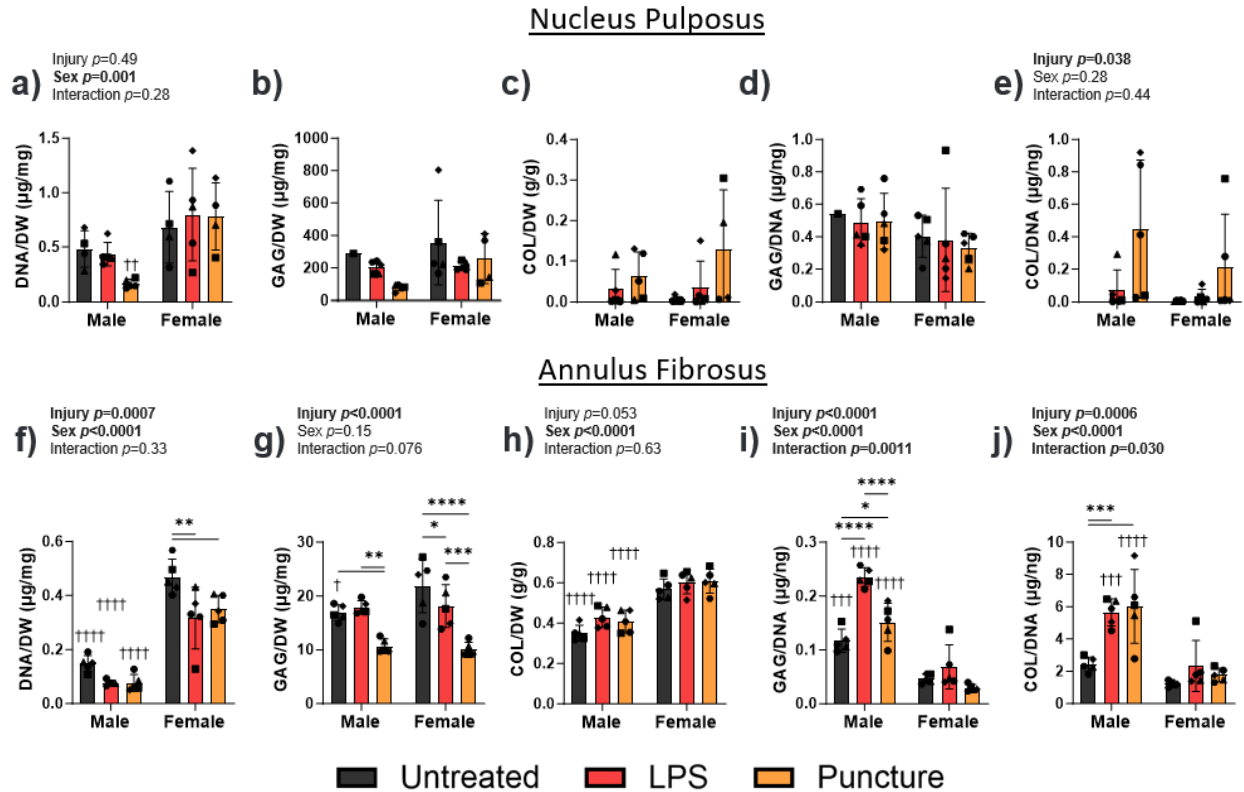 Nucleus Pulposus
a)
Injury p=0.49
Sex p=0.001
Interaction p=0.28
b)
c)
d)
e)
Injury p=0.038
Sex p=0.28
Interaction p=0.44
DNA/DW (µg/mg)
1.5
1.0
0.5
0.0
††
Male Female
GAG/DW (µg/mg)
1000
800
600
400
200
0
Male Female
COL/DW (g/g)
0.4
0.3
0.2
0.1
0.0
Male Female
GAG/DNA (µg/ng)
1.0
0.8
0.6
0.4
0.2
0.0
Male Female
COL/DNA (µg/ng)
1.0
0.8
0.6
0.4
0.2
0.0
Male Female
Annulus Fibrosus
f)
Injury p=0.0007
Sex p<0.0001
Interaction p=0.33
g)
Injury p<0.0001
Sex p=0.15
Interaction p=0.076
h)
Injury p=0.053
Sex p<0.0001
Interaction p=0.63
i)
Injury p<0.0001
Sex p<0.0001
Interaction p=0.0011
j)
Injury p=0.0006
Sex p<0.0001
Interaction p=0.030
DNA/DW (µg/mg)
0.6
0.4
0.2
0.0
††††
††††
††††
**
Male Female
GAG/DW (µg/mg)
30
20
10
0
†
**
****
*
***
Male Female
COL/DW (g/g)
0.8
0.6
0.4
0.2
0.0
††††
††††
††††
Male Female
GAG/DNA (µg/ng)
0.3
0.2
0.1
0.0
****
*
****
†††
††††
††††
Male Female
COL/DNA (µg/ng)
10
8
6
4
2
0
***
†††
††††
Male Female
Untreated LPS Puncture